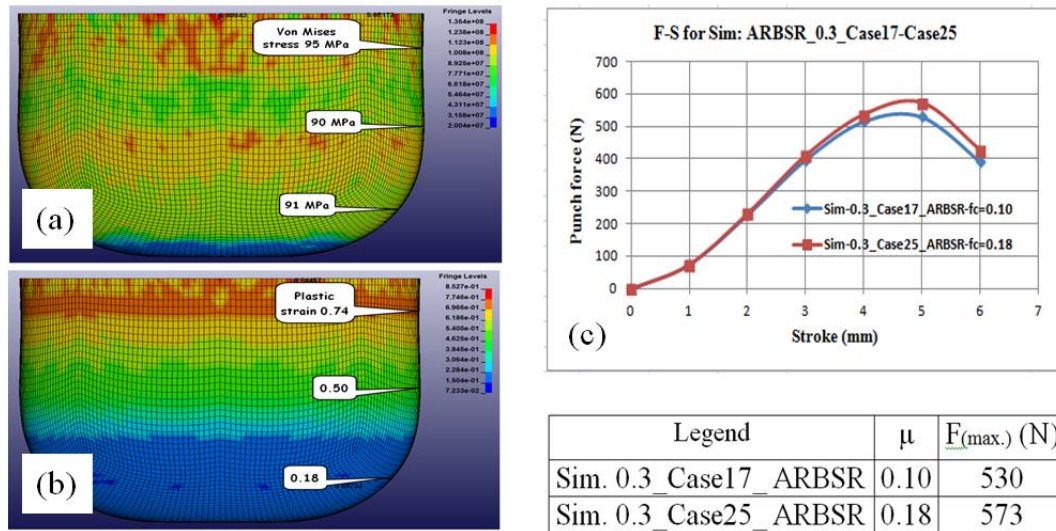 Fringe Levels
1.354e+08
1.238e+08
1.123e+08
1.008e+08
8.925e+07
7.771e+07
6.618e+07
5.464e+07
4.311e+07
3.158e+07
2.004e+07
Von Mises
stress 95 MPa
90 MPa
91 MPa
(a)
Fringe Levels
8.527e-01
7.746e-01
6.966e-01
6.186e-01
5.405e-01
4.625e-01
3.845e-01
3.064e-01
2.284e-01
1.504e-01
7.233e-02
Plastic
strain 0.74
0.50
0.18
(b)
F-S for Sim: ARBSR_0.3_Case17-Case25
Punch force (N)
700
600
500
400
300
200
100
0
0 1 2 3 4 5 6 7
Sim-0.3_Case17_ARBSR-fc=0.10
Sim-0.3_Case25_ARBSR-fc=0.18
Stroke (mm)
(c)
Legend μ F(max.) (N)
Sim. 0.3_Case17_ ARBSR 0.10 530
Sim. 0.3_Case25_ ARBSR 0.18 573